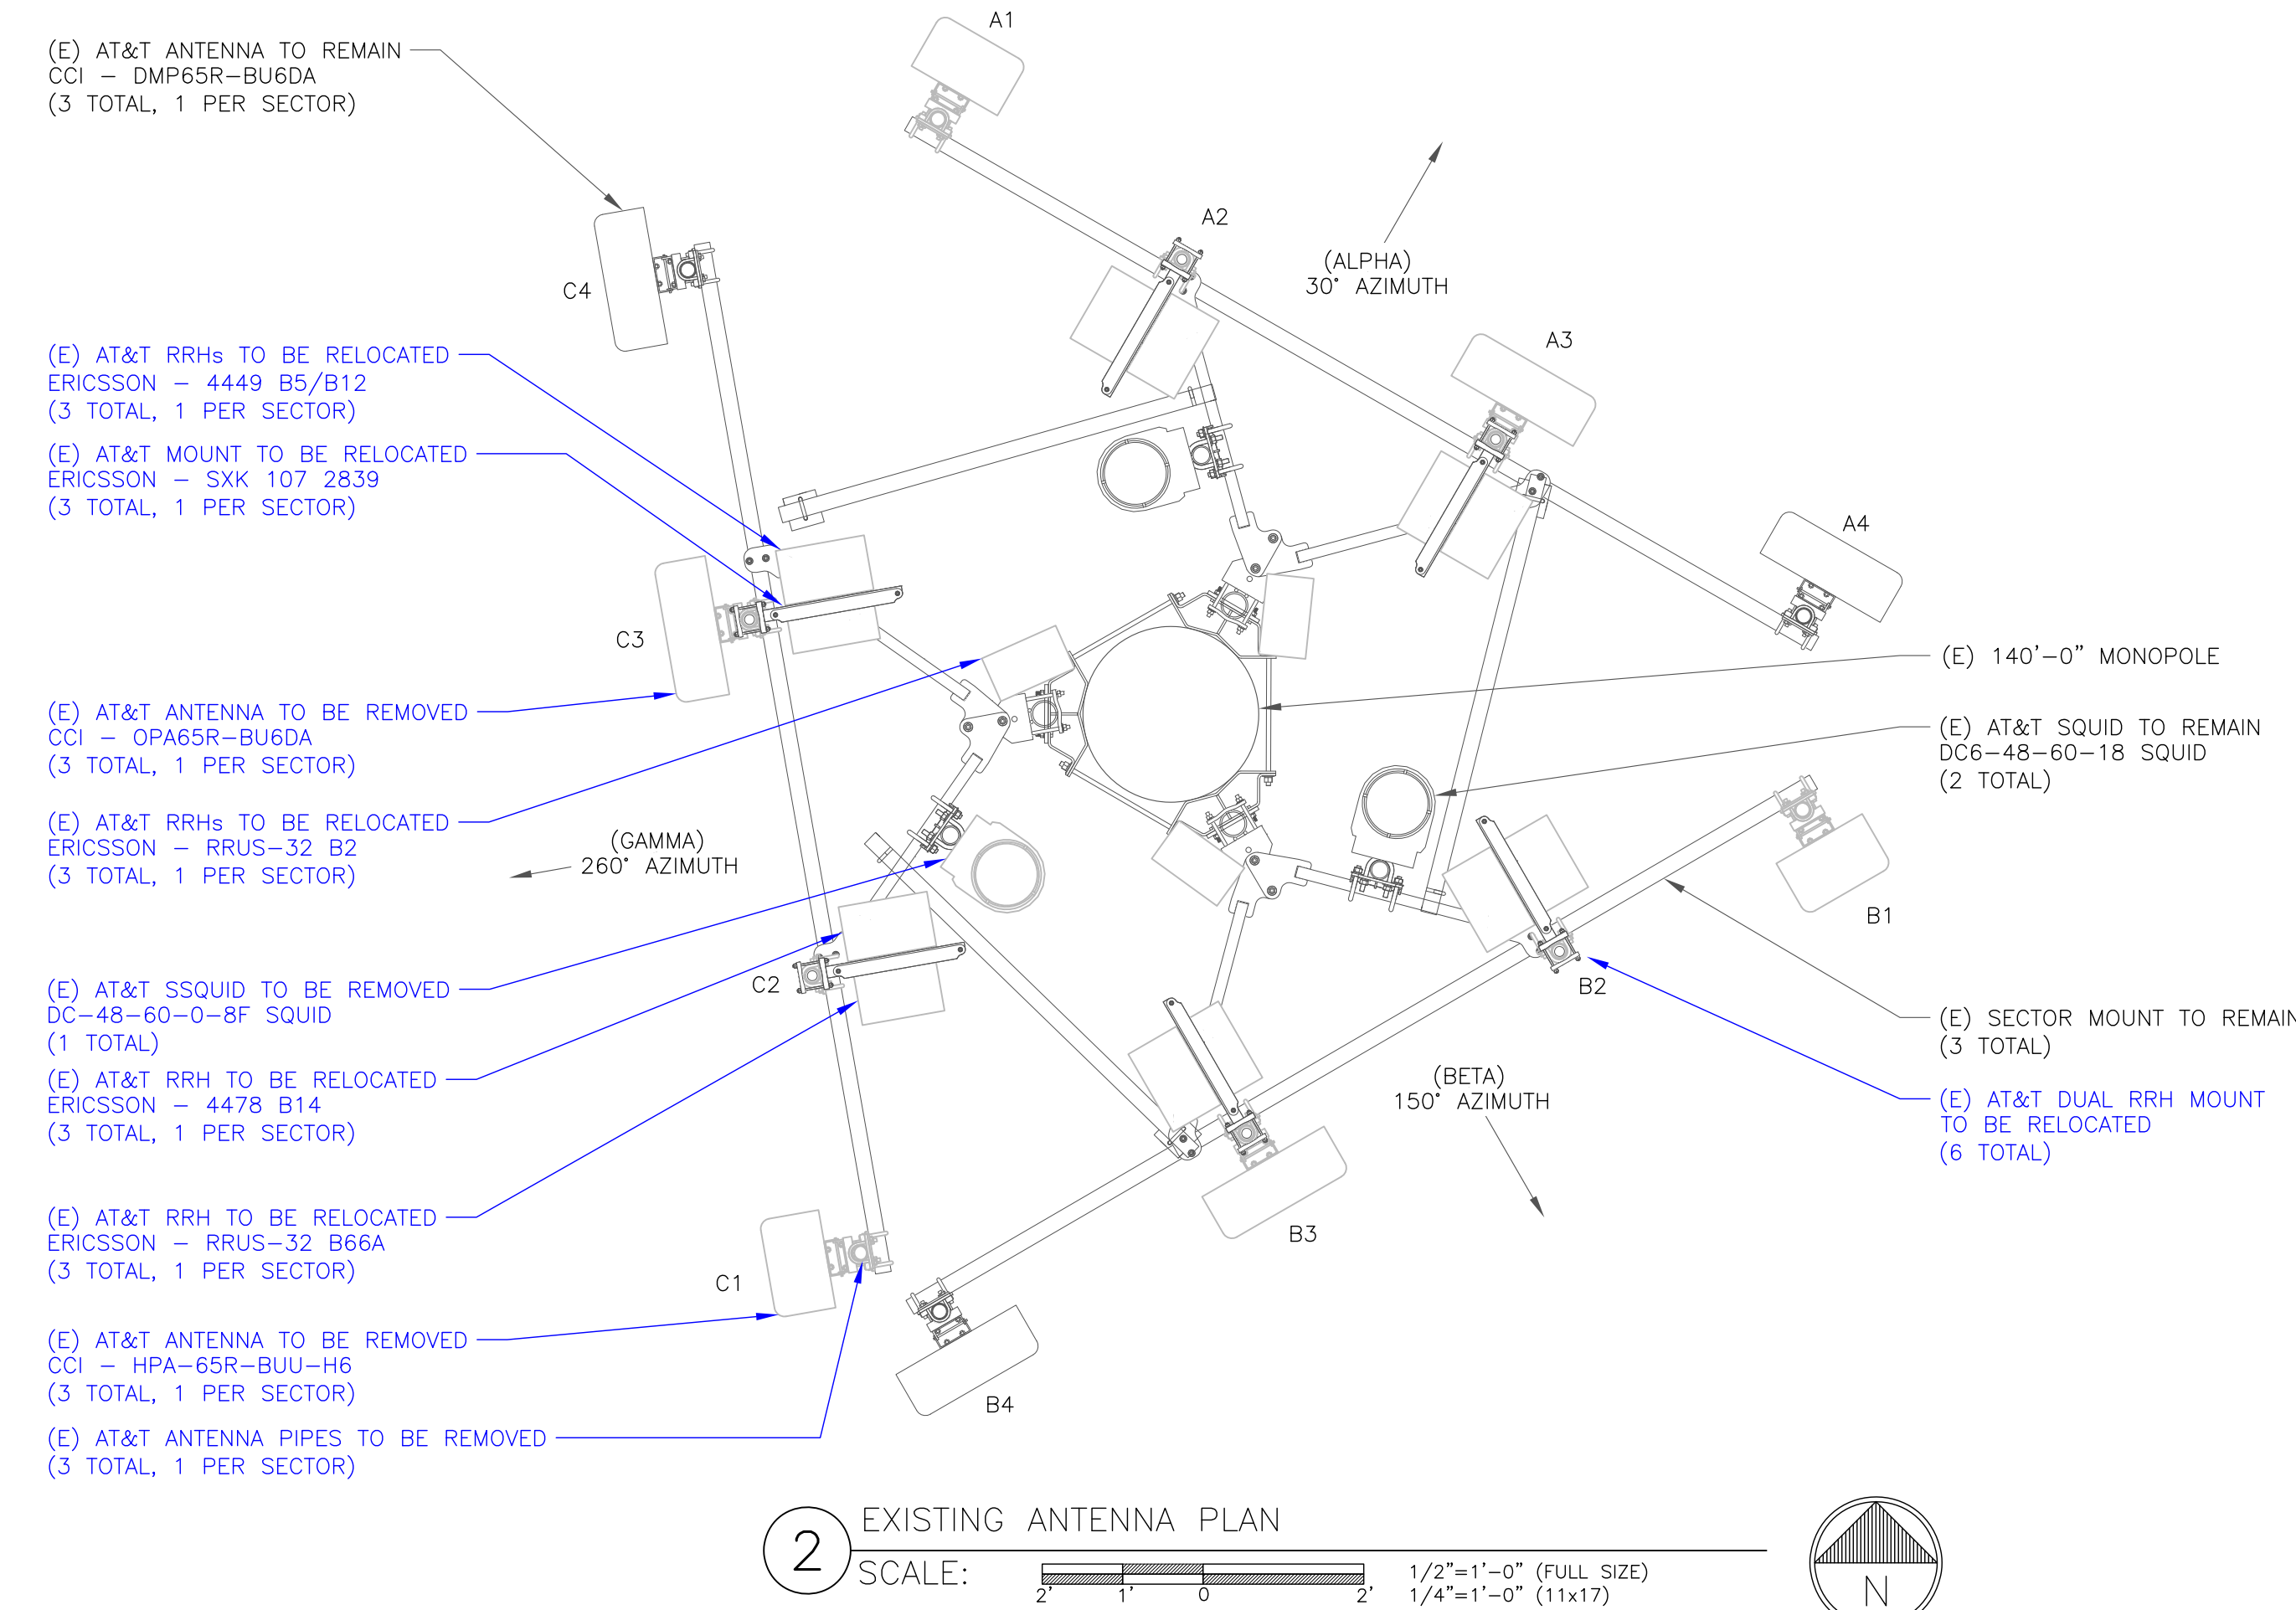 (E) AT&T ANTENNA TO REMAIN
CCI - DMP65R-BU6DA
(3 TOTAL, 1 PER SECTOR)
(E) AT&T RRHs TO BE RELOCATED
ERICSSON - 4449 B5/B12
(3 TOTAL, 1 PER SECTOR)
(E) AT&T MOUNT TO BE RELOCATED
ERICSSON - SXK 107 2839
(3 TOTAL, 1 PER SECTOR)
(E) AT&T ANTENNA TO BE REMOVED
CCI - OPA65R-BU6DA
(3 TOTAL, 1 PER SECTOR)
(E) AT&T RRHs TO BE RELOCATED
ERICSSON - RRUS-32 B2
(3 TOTAL, 1 PER SECTOR)
(E) AT&T SSQUID TO BE REMOVED
DC-48-60-0-8F SQUID
(1 TOTAL)
(E) AT&T RRH TO BE RELOCATED
ERICSSON - 4478 B14
(3 TOTAL, 1 PER SECTOR)
(E) AT&T RRH TO BE RELOCATED
ERICSSON - RRUS-32 B66A
(3 TOTAL, 1 PER SECTOR)
(E) AT&T ANTENNA TO BE REMOVED
CCI - HPA-65R-BUU-H6
(3 TOTAL, 1 PER SECTOR)
(E) AT&T ANTENNA PIPES TO BE REMOVED
(3 TOTAL, 1 PER SECTOR)
A1
A2
(ALPHA)
30° AZIMUTH
A3
A4
C4
C3
(GAMMA)
260° AZIMUTH
C2
C1
B1
B2
(BETA)
150° AZIMUTH
B3
B4
(E) 140'-0" MONOPOLE
(E) AT&T SQUID TO REMAIN
DC6-48-60-18 SQUID
(2 TOTAL)
(E) SECTOR MOUNT TO REMAIN
(3 TOTAL)
(E) AT&T DUAL RRH MOUNT
TO BE RELOCATED
(6 TOTAL)
2
EXISTING ANTENNA PLAN
SCALE:
2' 1' 0 2'
1/2"=1'-0" (FULL SIZE)
1/4"=1'-0" (11x17)
N